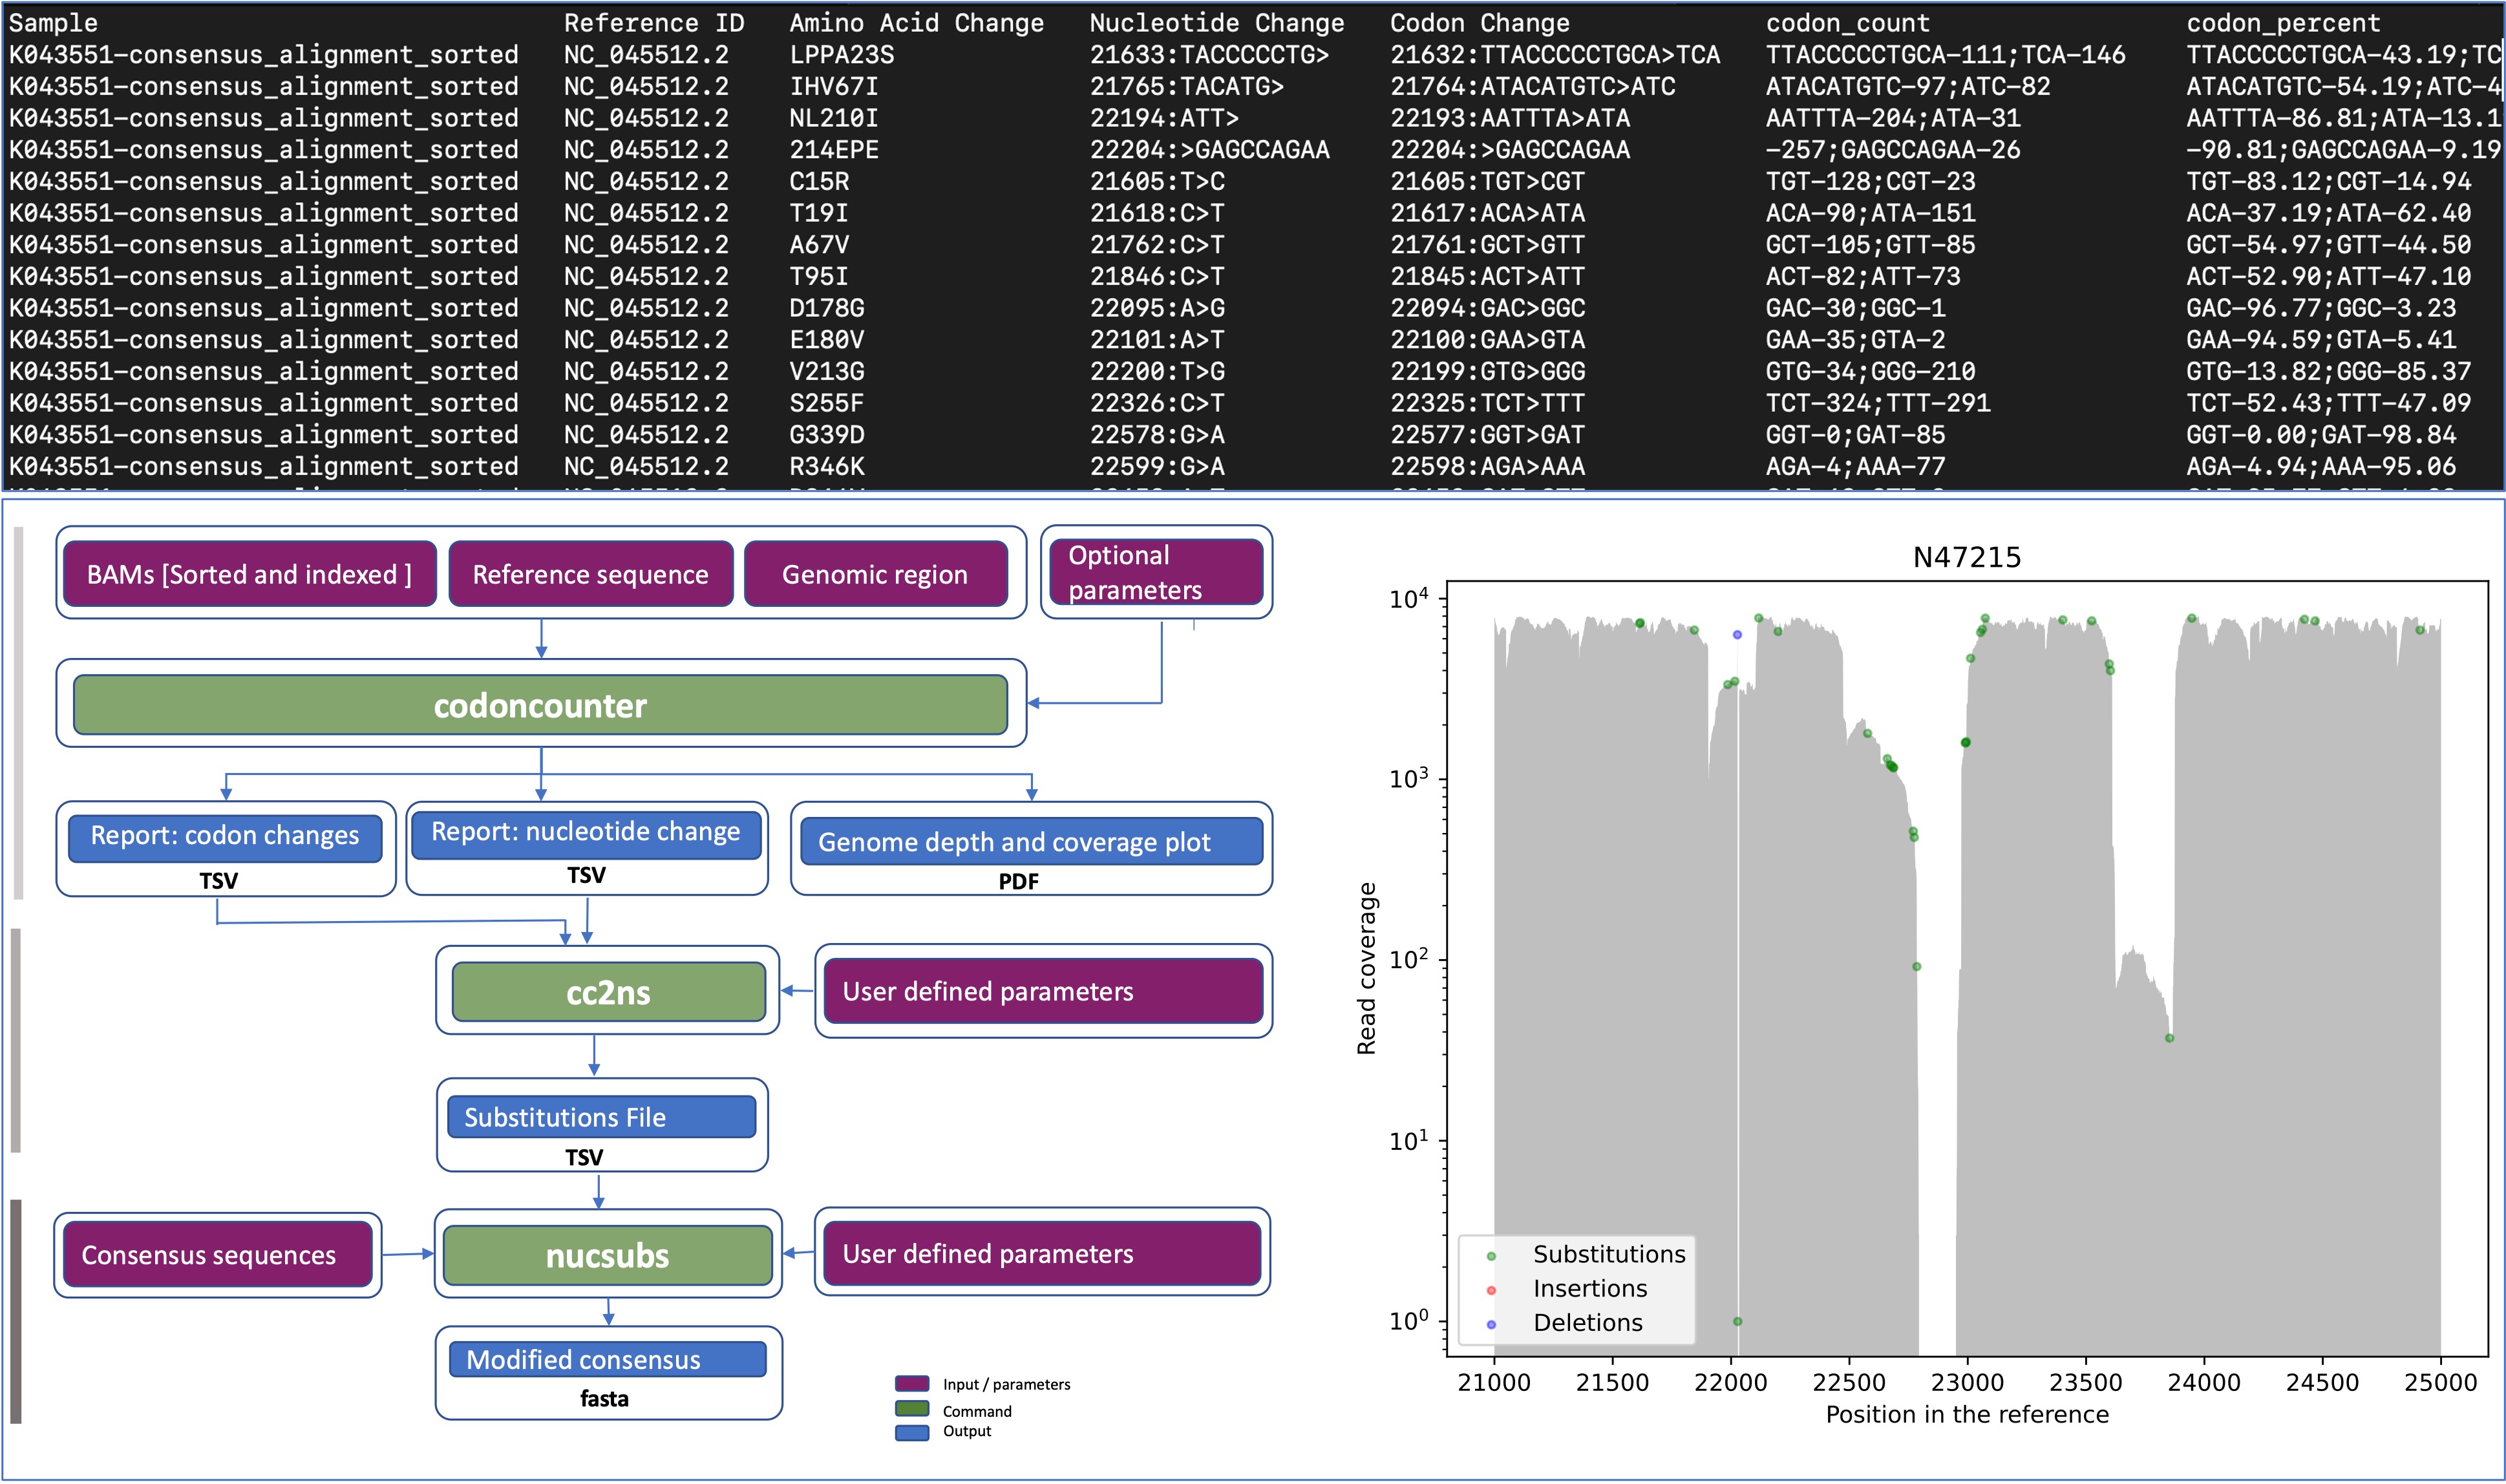 Sample Reference ID Amino Acid Change Nucleotide Change Codon Change codon_count codon_percent
K043551-consensus_alignment_sorted NC_045512.2 LPPA23S 21633:TACCCCCTG> 21632:TTACCCCCTGCA>TCA TTACCCCCTGCA-111;TCA-146 TTACCCCCTGCA-43.19;TC
K043551-consensus_alignment_sorted NC_045512.2 IHV67I 21765:TACATG> 21764:ATACATGTC>ATC ATACATGTC-97;ATC-82 ATACATGTC-54.19;ATC-4
K043551-consensus_alignment_sorted NC_045512.2 NL210I 22194:ATT> 22193:AATTTA>ATA AATTTA-204;ATA-31 AATTTA-86.81;ATA-13.1
K043551-consensus_alignment_sorted NC_045512.2 214EPE 22204:>GAGCCAGAA 22204:>GAGCCAGAA -257;GAGCCAGAA-26 -90.81;GAGCCAGAA-9.19
K043551-consensus_alignment_sorted NC_045512.2 C15R 21605:T>C 21605:TGT>CGT TGT-128;CGT-23 TGT-83.12;CGT-14.94
K043551-consensus_alignment_sorted NC_045512.2 T19I 21618:C>T 21617:ACA>ATA ACA-90;ATA-151 ACA-37.19;ATA-62.40
K043551-consensus_alignment_sorted NC_045512.2 A67V 21762:C>T 21761:GCT>GTT GCT-105;GTT-85 GCT-54.97;GTT-44.50
K043551-consensus_alignment_sorted NC_045512.2 T95I 21846:C>T 21845:ACT>ATT ACT-82;ATT-73 ACT-52.90;ATT-47.10
K043551-consensus_alignment_sorted NC_045512.2 D178G 22095:A>G 22094:GAC>GGC GAC-30;GGC-1 GAC-96.77;GGC-3.23
K043551-consensus_alignment_sorted NC_045512.2 E180V 22101:A>T 22100:GAA>GTA GAA-35;GTA-2 GAA-94.59;GTA-5.41
K043551-consensus_alignment_sorted NC_045512.2 V213G 22200:T>G 22199:GTG>GGG GTG-34;GGG-210 GTG-13.82;GGG-85.37
K043551-consensus_alignment_sorted NC_045512.2 S255F 22326:C>T 22325:TCT>TTT TCT-324;TTT-291 TCT-52.43;TTT-47.09
K043551-consensus_alignment_sorted NC_045512.2 G339D 22578:G>A 22577:GGT>GAT GGT-0;GAT-85 GGT-0.00;GAT-98.84
K043551-consensus_alignment_sorted NC_045512.2 R346K 22599:G>A 22598:AGA>AAA AGA-4;AAA-77 AGA-4.94;AAA-95.06
BAMs [Sorted and indexed ]
Reference sequence
Genomic region
Optional
parameters
codoncounter
Report: codon changes
TSV
Report: nucleotide change
TSV
Genome depth and coverage plot
PDF
cc2ns
User defined parameters
Substitutions File
TSV
Consensus sequences
nucsubs
User defined parameters
Modified consensus
fasta
Input / parameters
Command
Output
N47215
Read coverage
10⁴
10³
10²
10¹
10⁰
Substitutions
Insertions
Deletions
21000 21500 22000 22500 23000 23500 24000 24500 25000
Position in the reference